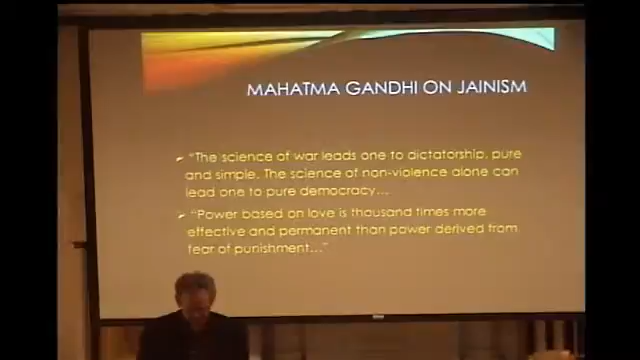 MAHATMA GANDHI ON JAINISM
"The science of war leads one to dictatorship, pure
and simple. The science of non-violence alone can
lead one to pure democracy…
"Power based on love is thousand times more
effective and permanent than power derived from
fear of punishment…"